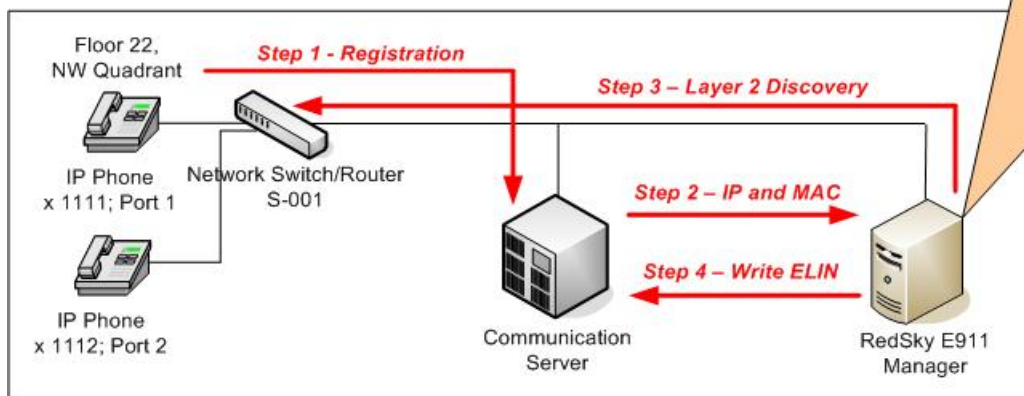 Floor 22,
NW Quadrant
Step 1 - Registration
Step 3 – Layer 2 Discovery
IP Phone
x 1111; Port 1
Network Switch/Router
S-001
Step 2 – IP and MAC
Step 4 – Write ELIN
IP Phone
x 1112; Port 2
Communication
Server
RedSky E911
Manager